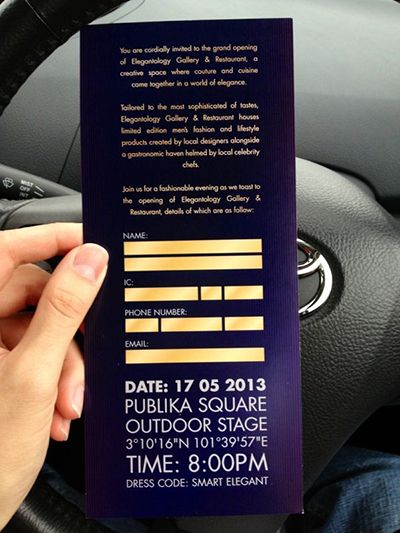 You are cordially invited to the grand opening
of Elegantology Gallery & Restaurant, a
creative space where couture and cuisine
come together in a world of elegance.
Tailored to the most sophisticated of tastes,
Elegantology Gallery & Restaurant houses
limited edition men's fashion and lifestyle
products created by local designers alongside
a gastronomic haven helmed by local celebrity
chefs.
Join us for a fashionable evening as we toast to
the opening of Elegantology Gallery &
Restaurant, details of which are as follow:
NAME:
IC:
PHONE NUMBER:
EMAIL:
DATE: 17 05 2013
PUBLIKA SQUARE
OUTDOOR STAGE
3°10'16"N 101°39'57"E
TIME: 8:00PM
DRESS CODE: SMART ELEGANT
MIST
OFF
INT